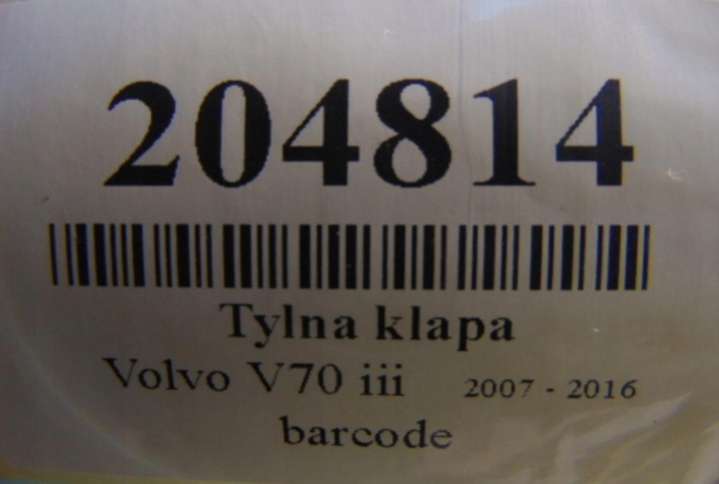 204814
Tylna klapa
Volvo V70 iii 2007 - 2016
barcode